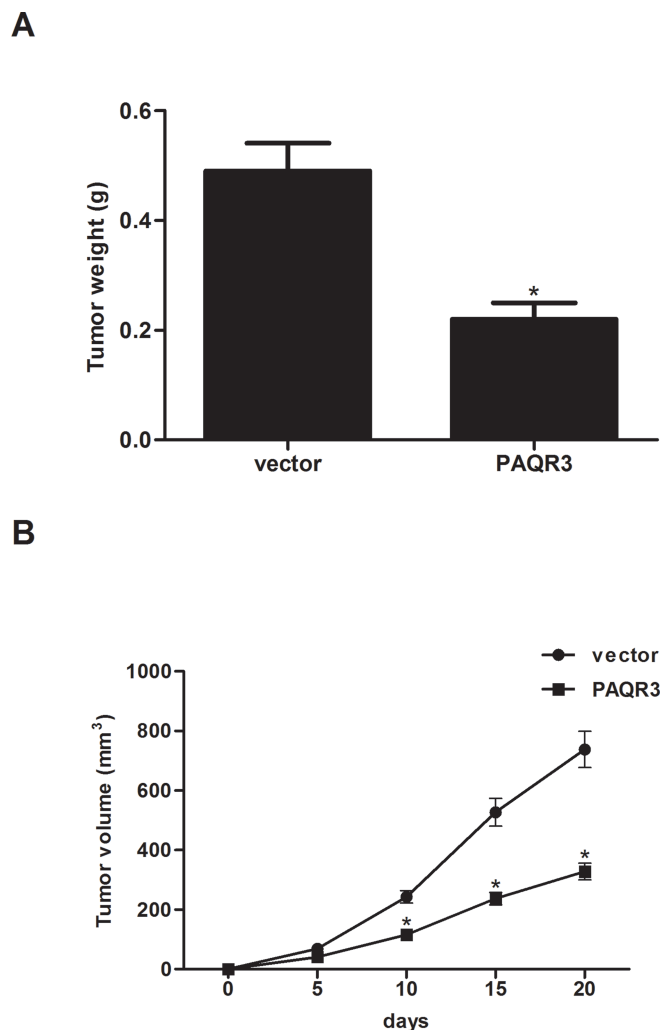 A
Tumor weight (g)
0.6
0.4
0.2
0.0
*
vector PAQR3
B
vector
PAQR3
Tumor volume (mm³)
1000
800
600
400
200
0
* * *
0 5 10 15 20
days